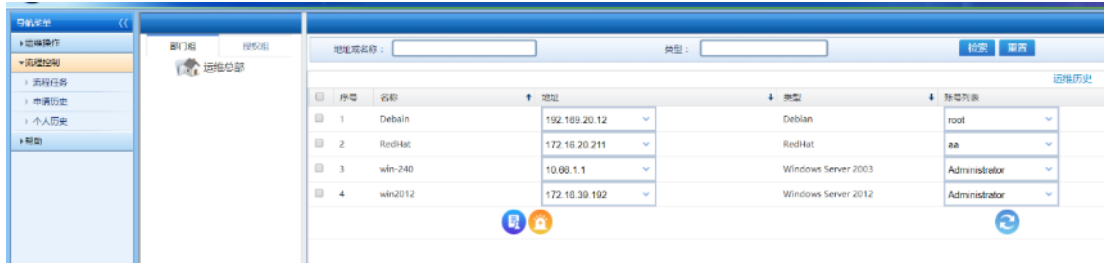 导航菜单
运维操作
流程控制
流程任务
申请历史
个人历史
帮助
部门组 授权组
运维总部
地址或名称： 类型： 检索 重置
运维历史
序号 名称 地址 类型 账号列表
1 Debain 192.169.20.12 Debian root
2 RedHat 172.16.20.211 RedHat aa
3 win-240 10.66.1.1 Windows Server 2003 Administrator
4 win2012 172.16.39.192 Windows Server 2012 Administrator